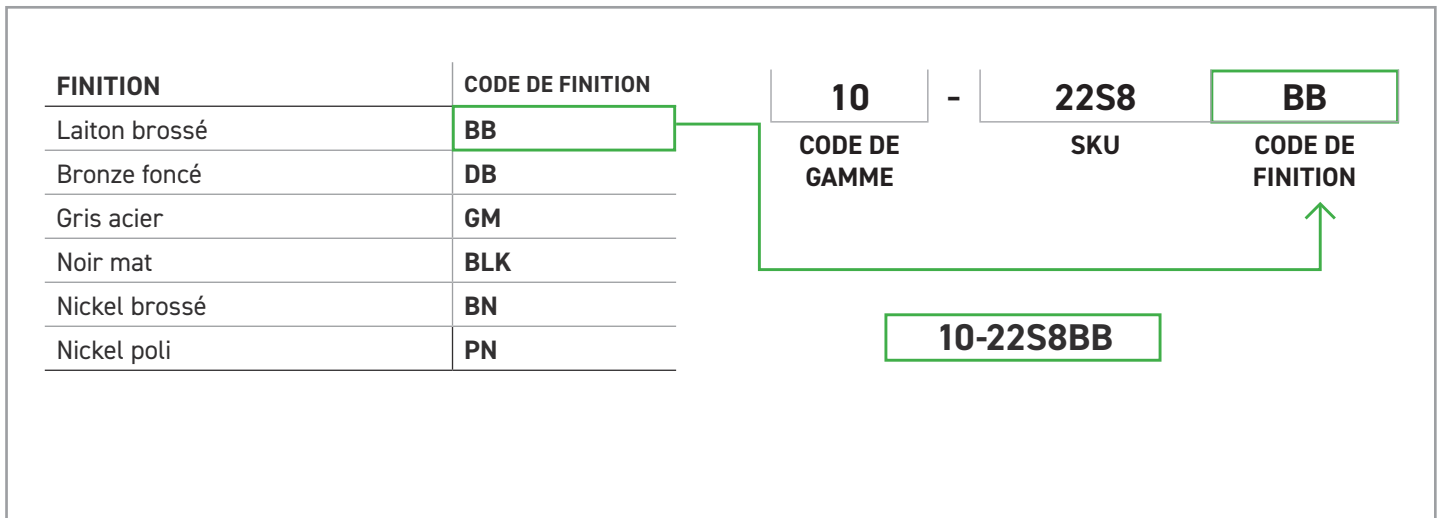 FINITION CODE DE FINITION
Laiton brossé BB
Bronze foncé DB
Gris acier GM
Noir mat BLK
Nickel brossé BN
Nickel poli PN
10 - 22S8 BB
CODE DE GAMME SKU CODE DE FINITION
10-22S8BB